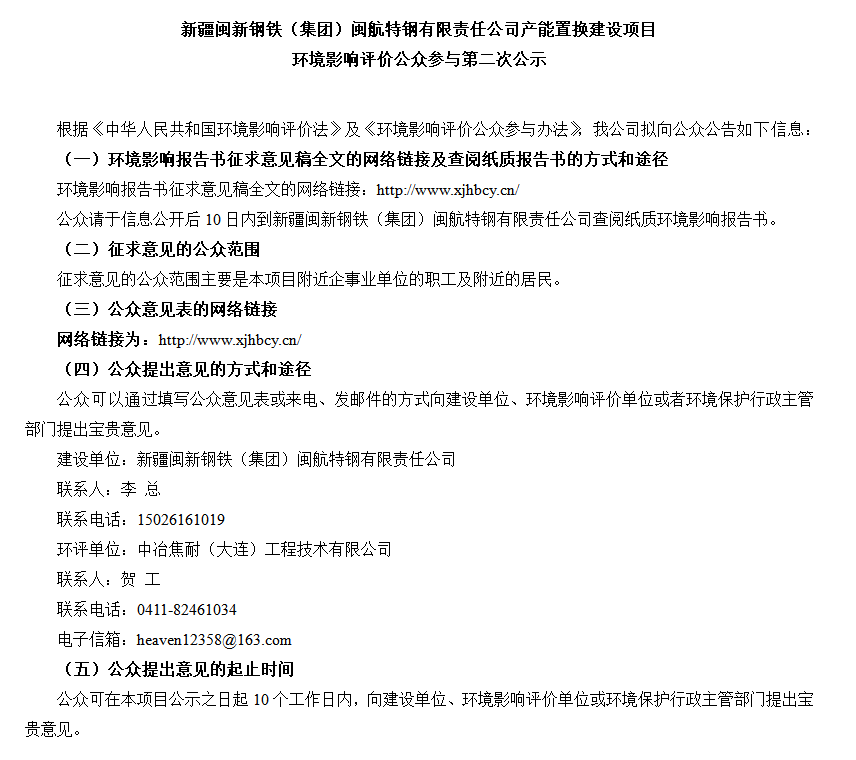 新疆闽新钢铁（集团）闽航特钢有限责任公司产能置换建设项目
环境影响评价公众参与第二次公示
根据《中华人民共和国环境影响评价法》及《环境影响评价公众参与办法》，我公司拟向公众公告如下信息：
（一）环境影响报告书征求意见稿全文的网络链接及查阅纸质报告书的方式和途径
环境影响报告书征求意见稿全文的网络链接：http://www.xjhbcy.cn/
公众请于信息公开后 10 日内到新疆闽新钢铁（集团）闽航特钢有限责任公司查阅纸质环境影响报告书。
（二）征求意见的公众范围
征求意见的公众范围主要是本项目附近企事业单位的职工及附近的居民。
（三）公众意见表的网络链接
网络链接为：http://www.xjhbcy.cn/
（四）公众提出意见的方式和途径
公众可以通过填写公众意见表或来电、发邮件的方式向建设单位、环境影响评价单位或者环境保护行政主管
部门提出宝贵意见。
建设单位：新疆闽新钢铁（集团）闽航特钢有限责任公司
联系人：李 总
联系电话：15026161019
环评单位：中冶焦耐（大连）工程技术有限公司
联系人：贺 工
联系电话：0411-82461034
电子信箱：heaven12358@163.com
（五）公众提出意见的起止时间
公众可在本项目公示之日起 10 个工作日内，向建设单位、环境影响评价单位或环境保护行政主管部门提出宝
贵意见。